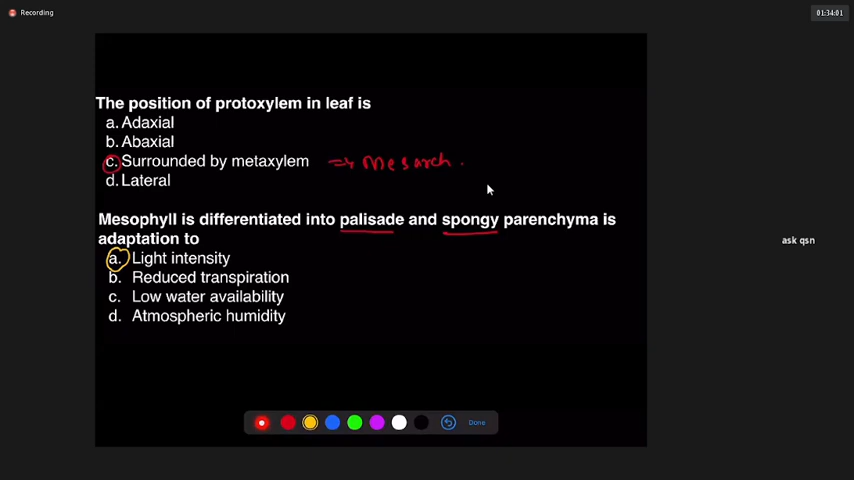 Recording
01:34:01
The position of protoxylem in leaf is
a. Adaxial
b. Abaxial
c. Surrounded by metaxylem => Mesarch.
d. Lateral
Mesophyll is differentiated into palisade and spongy parenchyma is
adaptation to
a. Light intensity
b. Reduced transpiration
c. Low water availability
d. Atmospheric humidity
ask qsn
Done